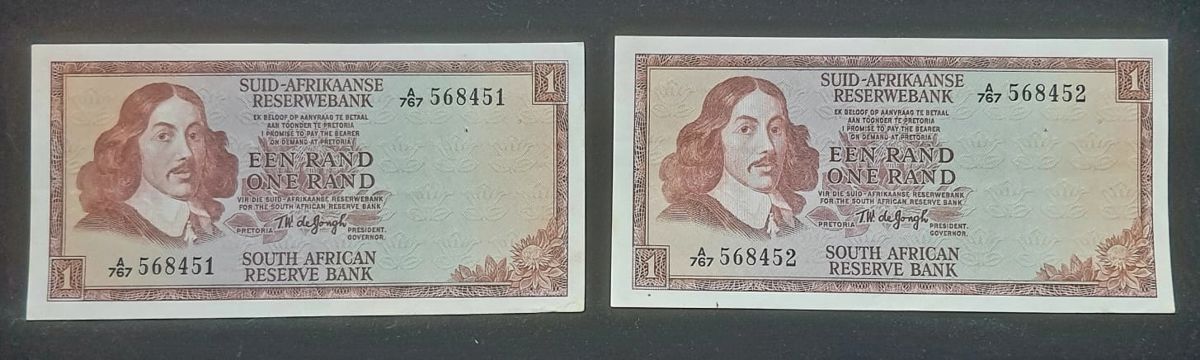 SUID-AFRIKAANSE
RESERWEBANK
1
A/767 568451
EK BELOOF OP AANVRAAG TE BETAAL
AAN TOONDER TE PRETORIA
I PROMISE TO PAY THE BEARER
ON DEMAND AT PRETORIA
EEN RAND
ONE RAND
VIR DIE SUID-AFRIKAANSE RESERWEBANK
FOR THE SOUTH AFRICAN RESERVE BANK
PRETORIA T.W. de Jongh PRESIDENT.
GOVERNOR.
1
A/767 568451
SOUTH AFRICAN
RESERVE BANK
SUID-AFRIKAANSE
RESERWEBANK
1
A/767 568452
EK BELOOF OP AANVRAAG TE BETAAL
AAN TOONDER TE PRETORIA
I PROMISE TO PAY THE BEARER
ON DEMAND AT PRETORIA
EEN RAND
ONE RAND
VIR DIE SUID-AFRIKAANSE RESERWEBANK
FOR THE SOUTH AFRICAN RESERVE BANK
PRETORIA T.W. de Jongh PRESIDENT.
GOVERNOR.
1
A/767 568452
SOUTH AFRICAN
RESERVE BANK